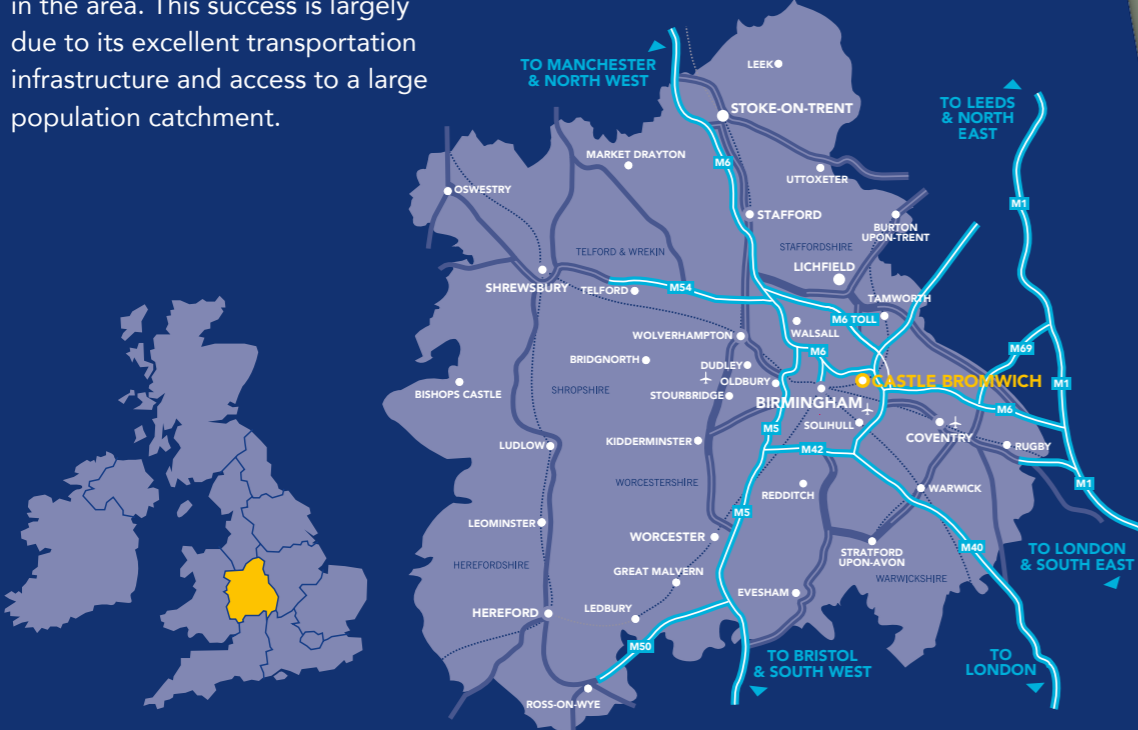 in the area. This success is largely
due to its excellent transportation
infrastructure and access to a large
population catchment.
TO MANCHESTER
& NORTH WEST
LEEK
STOKE-ON-TRENT
TO LEEDS
& NORTH
EAST
MARKET DRAYTON
M6
UTTOXETER
OSWESTRY
M1
STAFFORD
BURTON
UPON-TRENT
TELFORD & WREKIN
STAFFORDSHIRE
LICHFIELD
SHREWSBURY
TELFORD
M54
TAMWORTH
M6 TOLL
WALSALL
WOLVERHAMPTON
M6
M69
BRIDGNORTH
DUDLEY
OLDBURY
CASTLE BROMWICH
M1
BISHOPS CASTLE
SHROPSHIRE
STOURBRIDGE
BIRMINGHAM
M6
SOLIHULL
M5
COVENTRY
KIDDERMINSTER
LUDLOW
M42
RUGBY
WORCESTERSHIRE
REDDITCH
WARWICK
M1
M5
LEOMINSTER
WORCESTER
STRATFORD
UPON-AVON
M40
TO LONDON
& SOUTH EAST
HEREFORDSHIRE
GREAT MALVERN
WARWICKSHIRE
EVESHAM
HEREFORD
LEDBURY
M50
TO BRISTOL
& SOUTH WEST
TO
LONDON
ROSS-ON-WYE